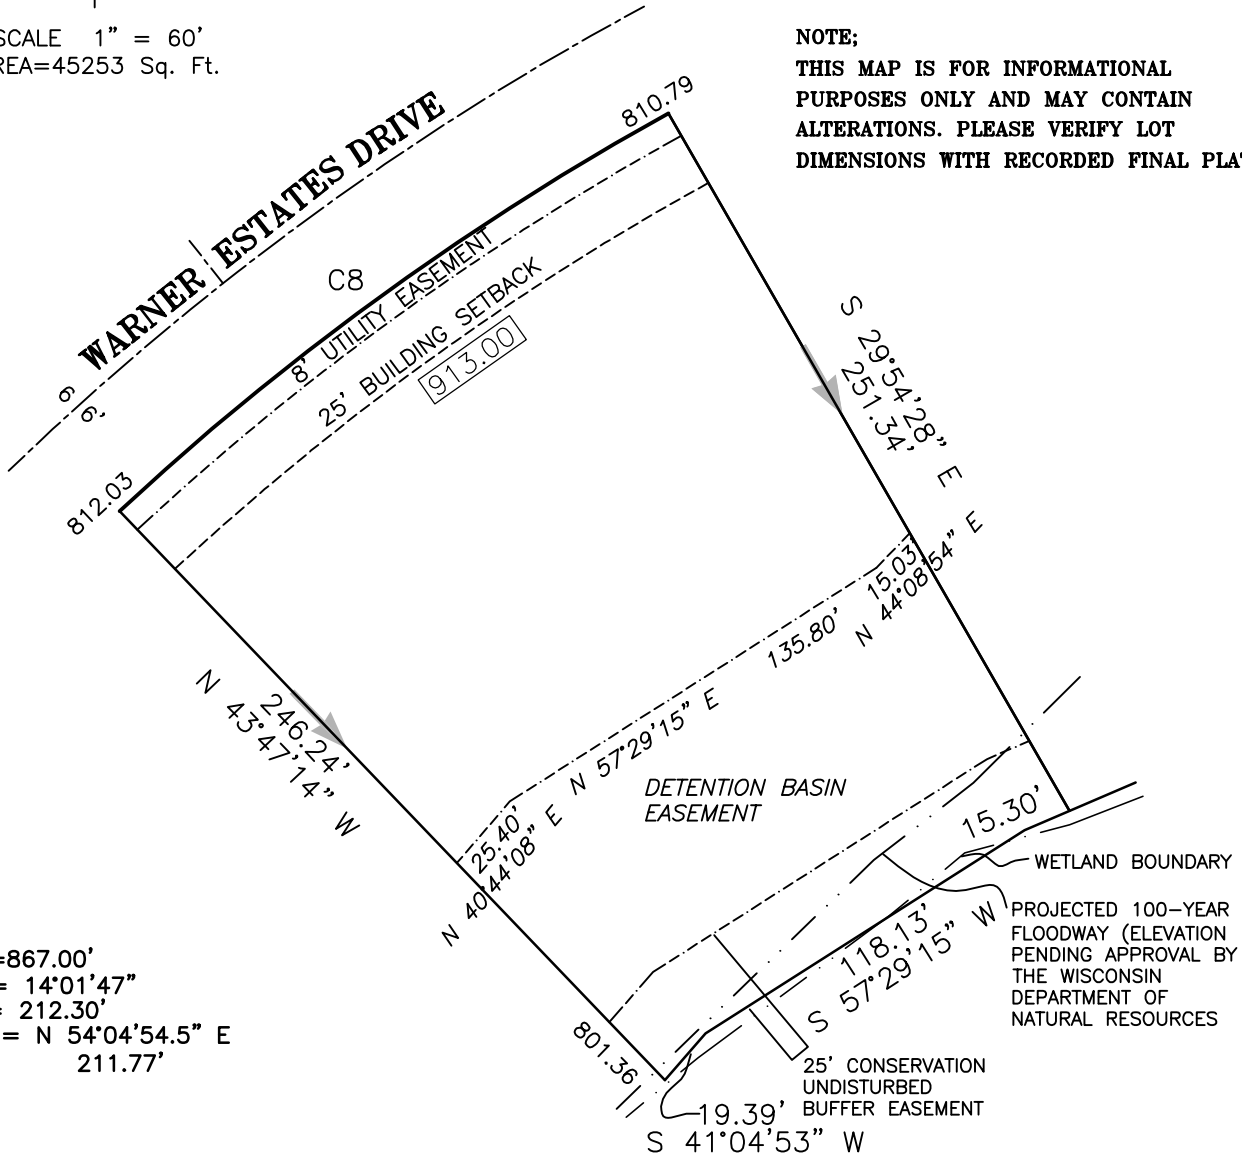 SCALE 1" = 60'
REA=45253 Sq. Ft.
NOTE;
THIS MAP IS FOR INFORMATIONAL
PURPOSES ONLY AND MAY CONTAIN
ALTERATIONS. PLEASE VERIFY LOT
DIMENSIONS WITH RECORDED FINAL PLAT
WARNER ESTATES DRIVE
810.79
C8
8' UTILITY EASEMENT
25' BUILDING SETBACK
913.00
66'
812.03
S 29°54'28" E
251.34'
15.03'
N 44°08'54" E
135.80'
N 57°29'15" E
246.24'
N 43°47'14" W
25.40'
N 40°44'08" E
DETENTION BASIN
EASEMENT
15.30'
WETLAND BOUNDARY
118.13'
S 57°29'15" W
PROJECTED 100-YEAR
FLOODWAY (ELEVATION
PENDING APPROVAL BY
THE WISCONSIN
DEPARTMENT OF
NATURAL RESOURCES
=867.00'
= 14°01'47"
= 212.30'
= N 54°04'54.5" E
211.77'
801.36
25' CONSERVATION
UNDISTURBED
BUFFER EASEMENT
19.39'
S 41°04'53" W